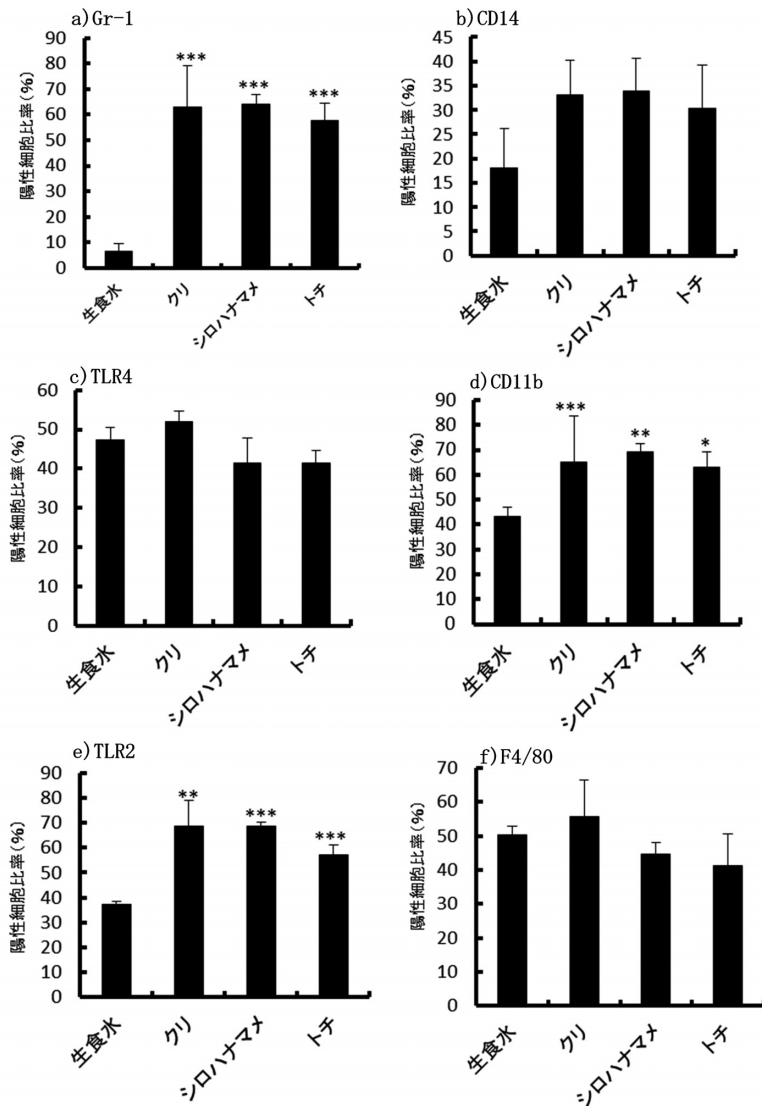 a)Gr-1
陽性細胞比率(%)
90
80
70
60
50
40
30
20
10
0
***
***
***
生食水
クリ
シロハナマメ
トチ
b)CD14
陽性細胞比率(%)
45
40
35
30
25
20
15
10
5
0
生食水
クリ
シロハナマメ
トチ
c)TLR4
陽性細胞比率(%)
60
50
40
30
20
10
0
生食水
クリ
シロハナマメ
トチ
d)CD11b
陽性細胞比率(%)
90
80
70
60
50
40
30
20
10
0
***
**
*
生食水
クリ
シロハナマメ
トチ
e)TLR2
陽性細胞比率(%)
90
80
70
60
50
40
30
20
10
0
**
***
***
生食水
クリ
シロハナマメ
トチ
f)F4/80
陽性細胞比率(%)
70
60
50
40
30
20
10
0
生食水
クリ
シロハナマメ
トチ